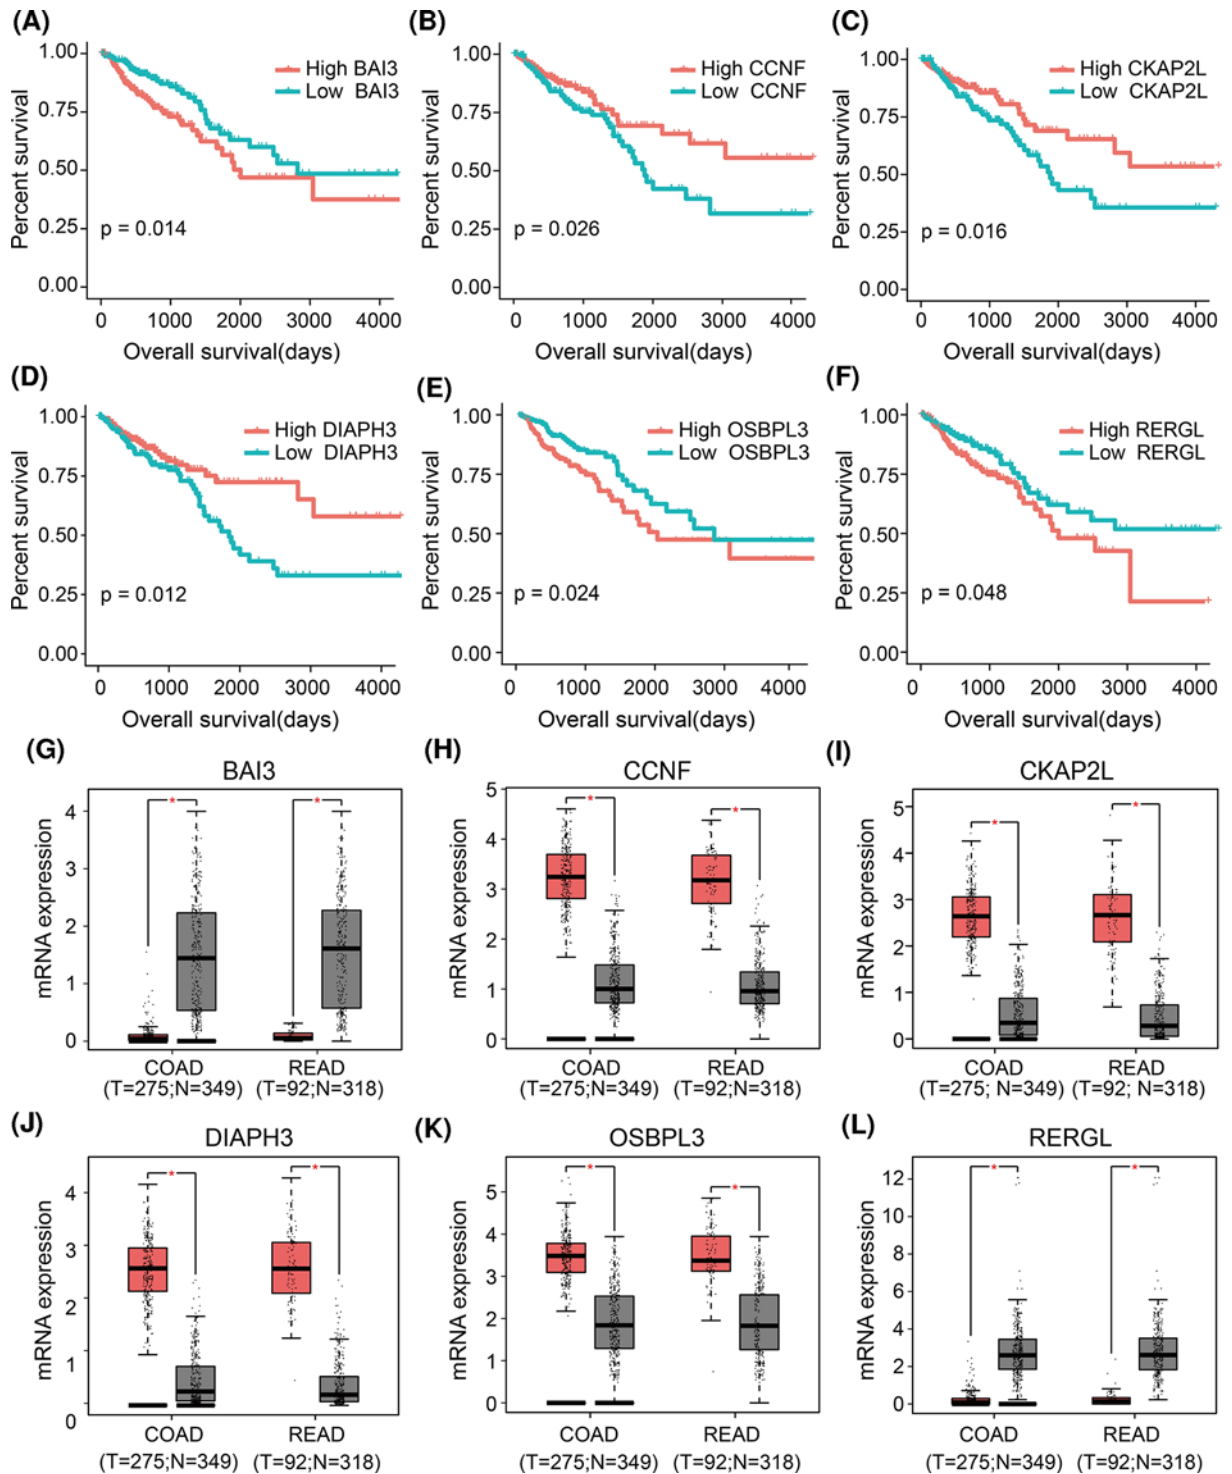 (A)
High BAI3
Low BAI3
1.00
0.75
0.50
0.25
0.00
Percent survival
p = 0.014
0 1000 2000 3000 4000
Overall survival(days)
(B)
High CCNF
Low CCNF
1.00
0.75
0.50
0.25
0.00
Percent survival
p = 0.026
0 1000 2000 3000 4000
Overall survival(days)
(C)
High CKAP2L
Low CKAP2L
1.00
0.75
0.50
0.25
0.00
Percent survival
p = 0.016
0 1000 2000 3000 4000
Overall survival(days)
(D)
High DIAPH3
Low DIAPH3
1.00
0.75
0.50
0.25
0.00
Percent survival
p = 0.012
0 1000 2000 3000 4000
Overall survival(days)
(E)
High OSBPL3
Low OSBPL3
1.00
0.75
0.50
0.25
0.00
Percent survival
p = 0.024
0 1000 2000 3000 4000
Overall survival(days)
(F)
High RERGL
Low RERGL
1.00
0.75
0.50
0.25
0.00
Percent survival
p = 0.048
0 1000 2000 3000 4000
Overall survival(days)
(G)
BAI3
* *
4
3
2
1
0
mRNA expression
COAD READ
(T=275;N=349) (T=92;N=318)
(H)
CCNF
* *
5
4
3
2
1
0
mRNA expression
COAD READ
(T=275;N=349) (T=92;N=318)
(I)
CKAP2L
* *
5
4
3
2
1
0
mRNA expression
COAD READ
(T=275; N=349) (T=92; N=318)
(J)
DIAPH3
* *
4
3
2
1
0
mRNA expression
COAD READ
(T=275;N=349) (T=92;N=318)
(K)
OSBPL3
* *
5
4
3
2
1
0
mRNA expression
COAD READ
(T=275;N=349) (T=92;N=318)
(L)
RERGL
* *
12
10
8
6
4
2
0
mRNA expression
COAD READ
(T=275;N=349) (T=92;N=318)